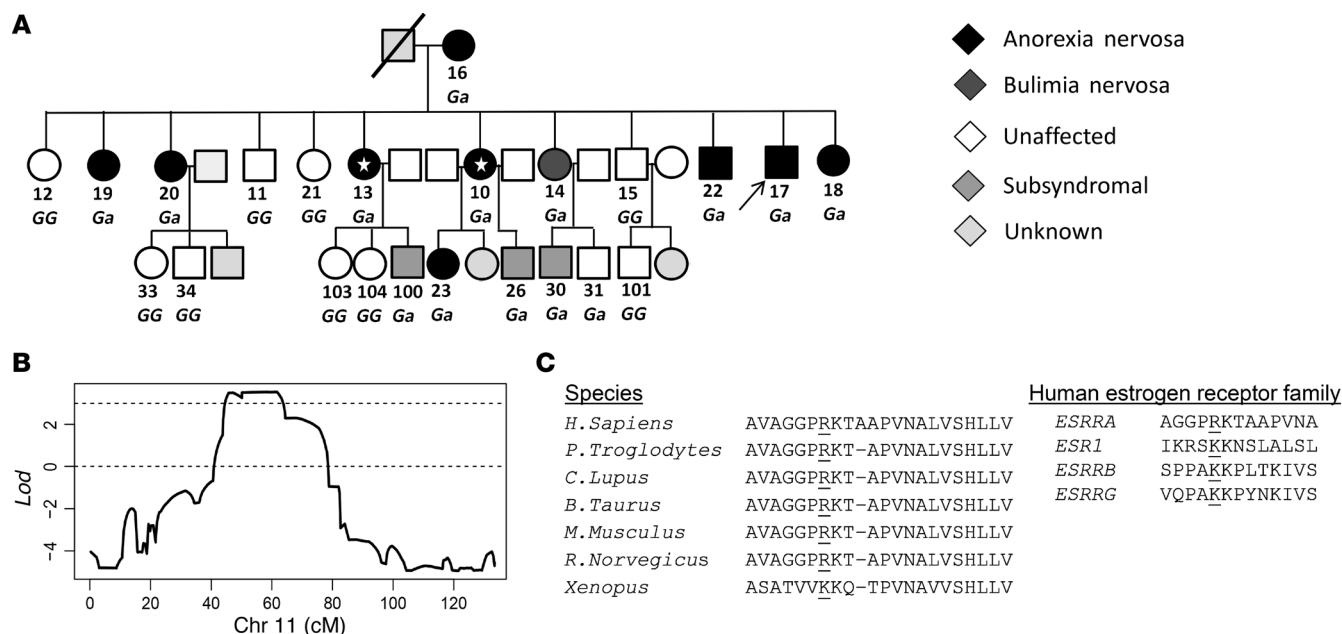 A
16
Ga
Anorexia nervosa
Bulimia nervosa
Unaffected
Subsyndromal
Unknown
12 19 20 11 21 13 10 14 15 22 17 18
GG Ga Ga GG GG Ga Ga Ga GG Ga Ga Ga
33 34 103 104 100 23 26 30 31 101
GG GG GG GG Ga Ga Ga Ga Ga GG
B
Lod
2
0
−2
−4
0 20 40 60 80 100 120
Chr 11 (cM)
C
Species
H.Sapiens AVAGGPRKTAAPVNALVSHLLV
P.Troglodytes AVAGGPRKT-APVNALVSHLLV
C.Lupus AVAGGPRKT-APVNALVSHLLV
B.Taurus AVAGGPRKT-APVNALVSHLLV
M.Musculus AVAGGPRKT-APVNALVSHLLV
R.Norvegicus AVAGGPRKT-APVNALVSHLLV
Xenopus ASATVVKKQ-TPVNAVVSHLLV
Human estrogen receptor family
ESRRA AGGPRKTAAPVNA
ESR1 IKRSKKNSLALSL
ESRRB SPPAKKPLTKIVS
ESRRG VQPAKKPYNKIVS